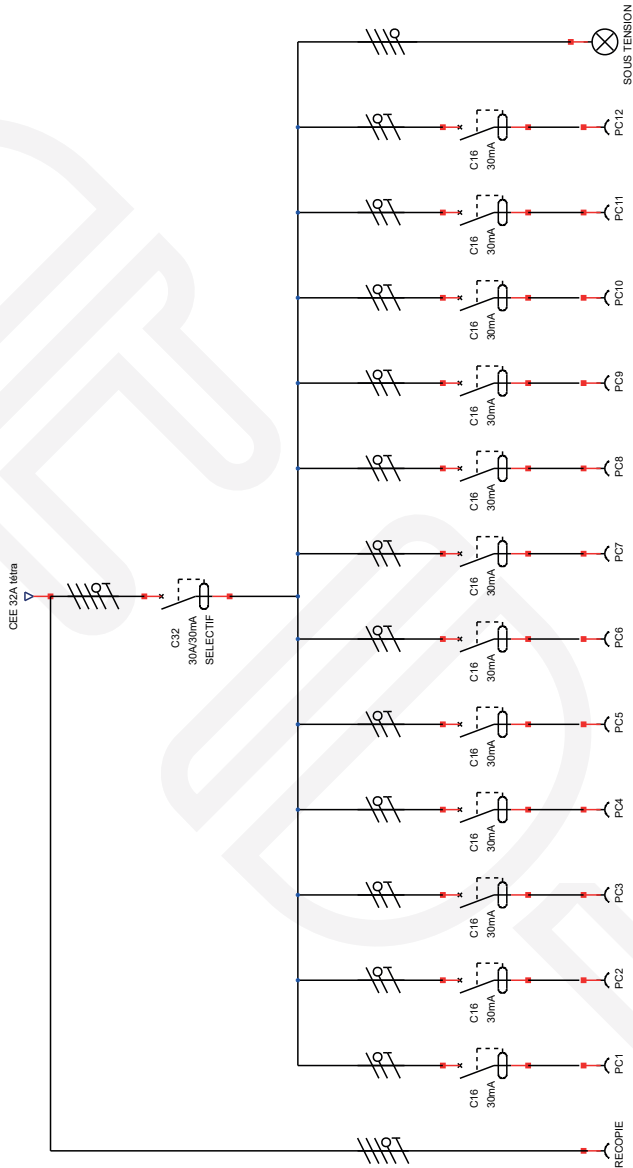 CEE 32A tétra
C32
30A/30mA
SELECTIF
C16
30mA
C16
30mA
C16
30mA
C16
30mA
C16
30mA
C16
30mA
C16
30mA
C16
30mA
C16
30mA
C16
30mA
C16
30mA
C16
30mA
RECOPIE
PC1
PC2
PC3
PC4
PC5
PC6
PC7
PC8
PC9
PC10
PC11
PC12
SOUS TENSION